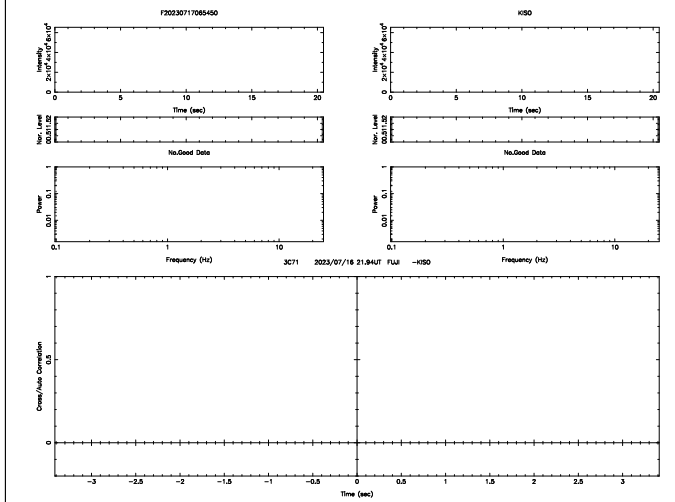 F20230717065450 KISO
Intensity
2×10⁴ 4×10⁴ 6×10⁴
0 5 10 15 20
Time (sec)
Intensity
2×10⁴ 4×10⁴ 6×10⁴
0 5 10 15 20
Time (sec)
Nor. Level
00.511.52
No.Good Data
Nor. Level
00.511.52
No.Good Data
Power
0.01 0.1 1
0.1 1 10
Frequency (Hz)
Power
0.01 0.1 1
0.1 1 10
Frequency (Hz)
3C71 2023/07/16 21.94UT FUJI -KISO
Cross/Auto Correlation
0 0.5 1
-3 -2.5 -2 -1.5 -1 -0.5 0 0.5 1 1.5 2 2.5 3
Time (sec)